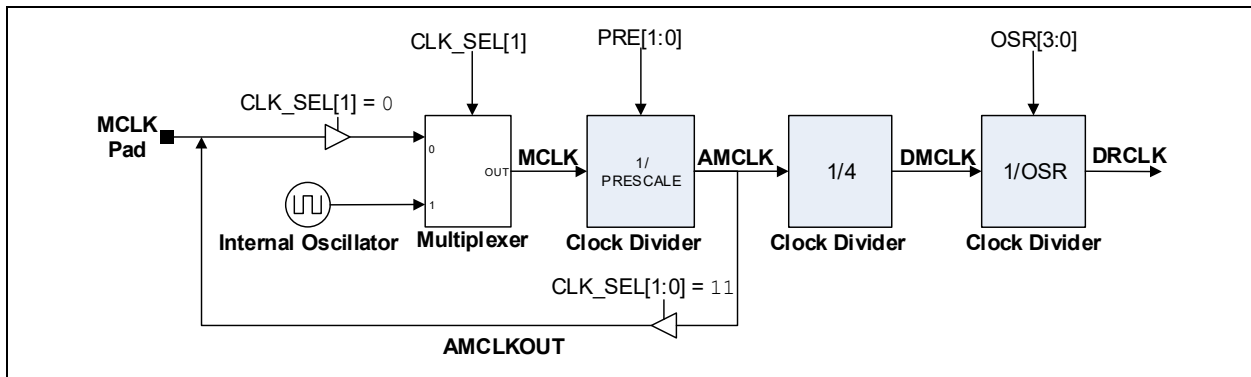 CLK_SEL[1]
PRE[1:0]
OSR[3:0]
CLK_SEL[1] = 0
MCLK
Pad
0
1
OUT
MCLK
1/
PRESCALE
AMCLK
1/4
DMCLK
1/OSR
DRCLK
Internal Oscillator
Multiplexer
Clock Divider
Clock Divider
Clock Divider
CLK_SEL[1:0] = 11
AMCLKOUT